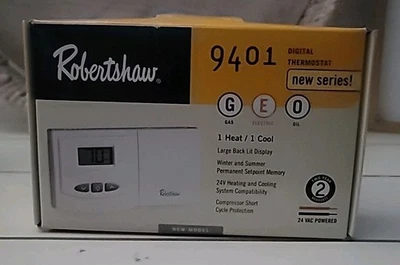 Robertshaw®
9401
DIGITAL
THERMOSTAT
new series!
G E O
GAS ELECTRIC OIL
1 Heat / 1 Cool
Large Back Lit Display
Winter and Summer
Permanent Setpoint Memory
24V Heating and Cooling
System Compatibility
Compressor Short
Cycle Protection
2
24 VAC POWERED
Robertshaw
NEW MODEL